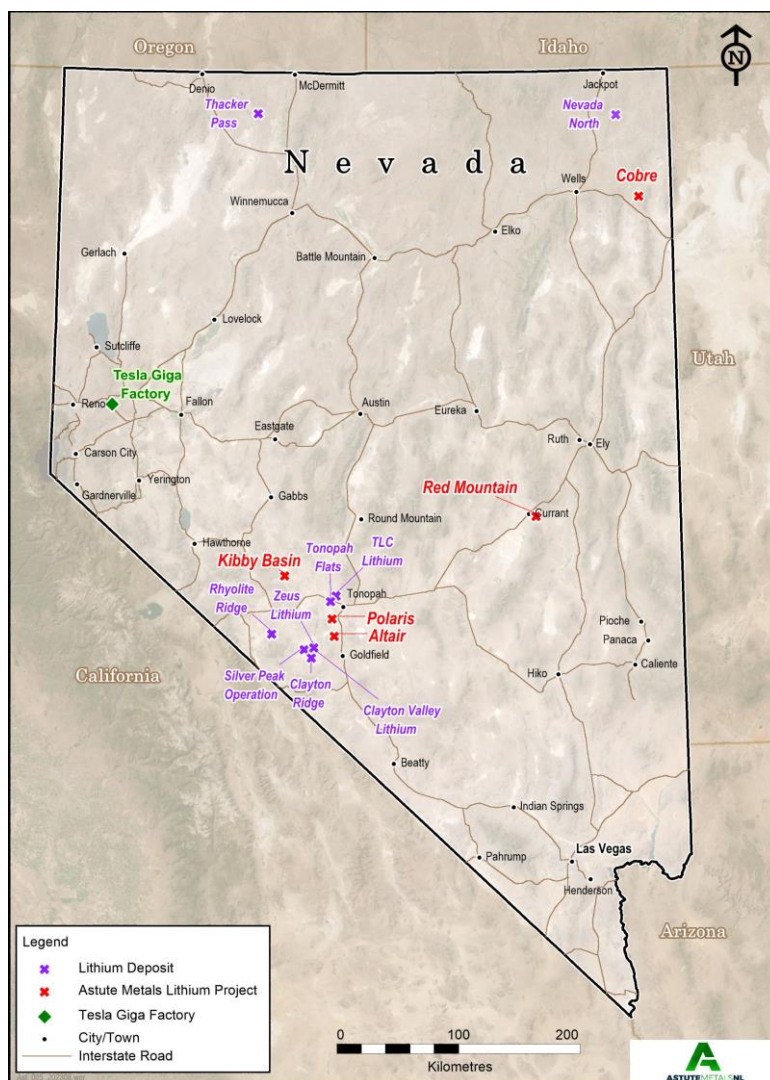 Oregon
Idaho
N
Denio
McDermitt
Jackpot
Thacker
Pass
Nevada
North
Nevada
Wells
Cobre
Winnemucca
Elko
Gerlach
Battle Mountain
Lovelock
Sutcliffe
Utah
Tesla Giga
Factory
Reno
Fallon
Austin
Eureka
Eastgate
Ruth
Ely
Carson City
Yerington
Gardnerville
Gabbs
Red Mountain
Currant
Round Mountain
Hawthorne
Tonopah
Flats
TLC
Lithium
Kibby Basin
Rhyolite
Ridge
Zeus
Lithium
Tonopah
Polaris
Altair
Pioche
Panaca
Caliente
Goldfield
Hiko
California
Silver Peak
Operation
Clayton
Ridge
Clayton Valley
Lithium
Beatty
Indian Springs
Las Vegas
Pahrump
Henderson
Arizona
Legend
Lithium Deposit
Astute Metals Lithium Project
Tesla Giga Factory
City/Town
Interstate Road
0 100 200
Kilometres
ASTUTEMETALSNL